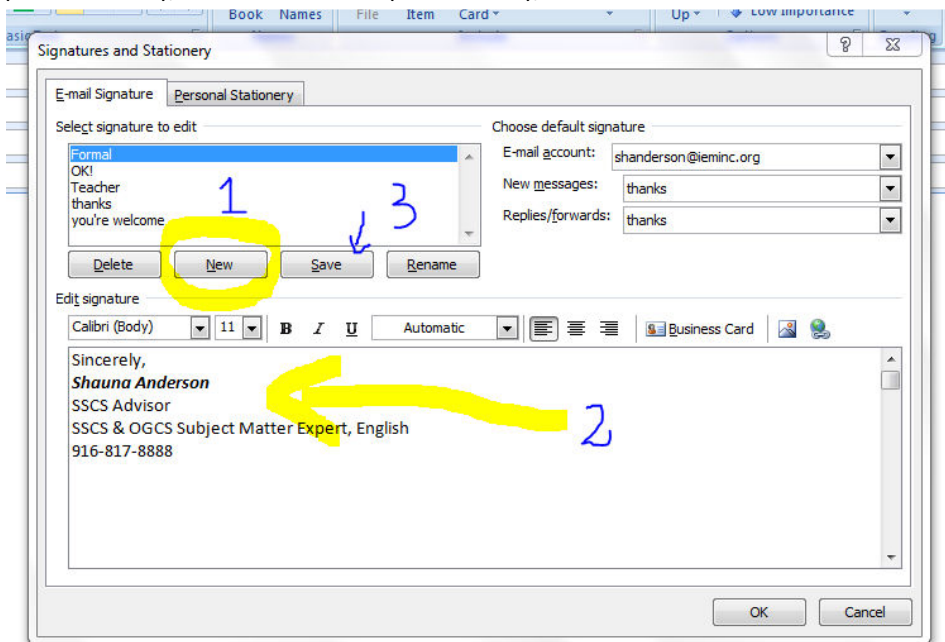 Book Names File Item Card Up Low Importance
Signatures and Stationery
E-mail Signature Personal Stationery
Select signature to edit
Choose default signature
Formal
OK!
Teacher
thanks
you're welcome
1
3
E-mail account: shanderson@ieminc.org
New messages: thanks
Replies/forwards: thanks
Delete New Save Rename
Edit signature
Calibri (Body) 11 B I U Automatic Business Card
Sincerely,
Shauna Anderson
SSCS Advisor
SSCS & OGCS Subject Matter Expert, English
916-817-8888
2
OK Cancel